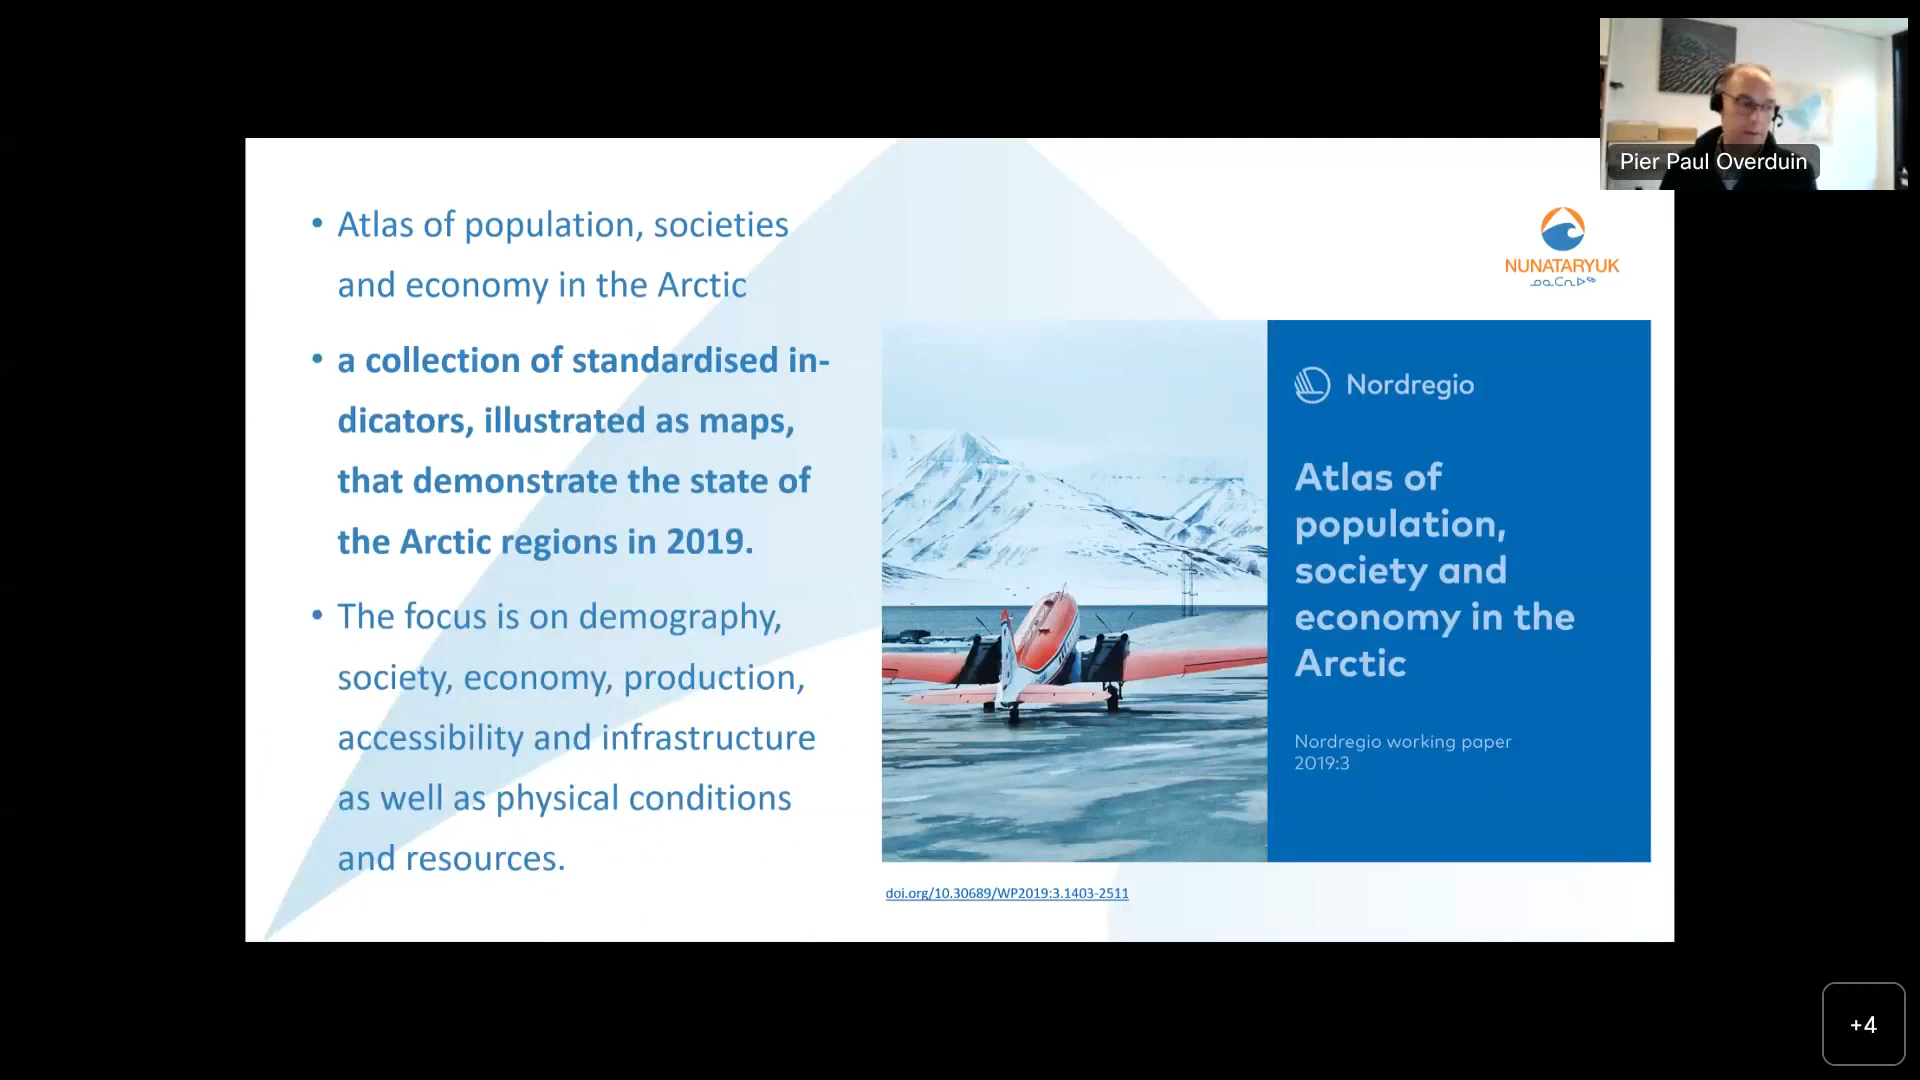 Pier Paul Overduin
• Atlas of population, societies
and economy in the Arctic
• a collection of standardised in-
dicators, illustrated as maps,
that demonstrate the state of
the Arctic regions in 2019.
• The focus is on demography,
society, economy, production,
accessibility and infrastructure
as well as physical conditions
and resources.
NUNATARYUK
ᓄᓇᑕᕆᐅᖅ
Nordregio
Atlas of
population,
society and
economy in the
Arctic
Nordregio working paper
2019:3
doi.org/10.30689/WP2019:3.1403-2511
+4